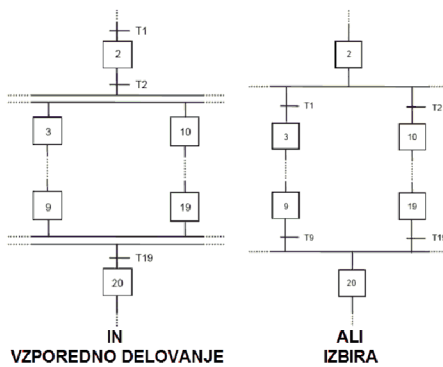 T1
2
T2
3
10
9
19
T19
20
IN
VZPOREDNO DELOVANJE
2
T1
T2
3
10
9
19
T9
T19
20
ALI
IZBIRA